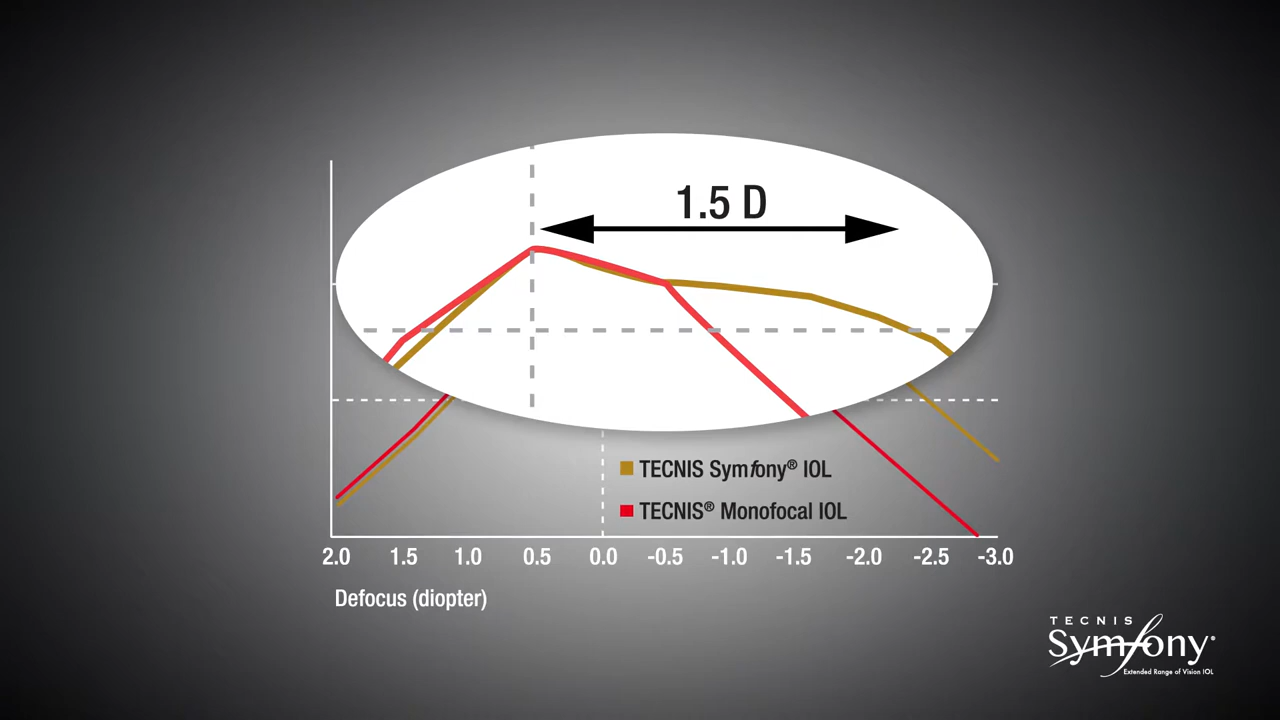 1.5 D
TECNIS Symfony® IOL
TECNIS® Monofocal IOL
2.0 1.5 1.0 0.5 0.0 -0.5 -1.0 -1.5 -2.0 -2.5 -3.0
Defocus (diopter)
TECNIS
Symfony
Extended Range of Vision IOL